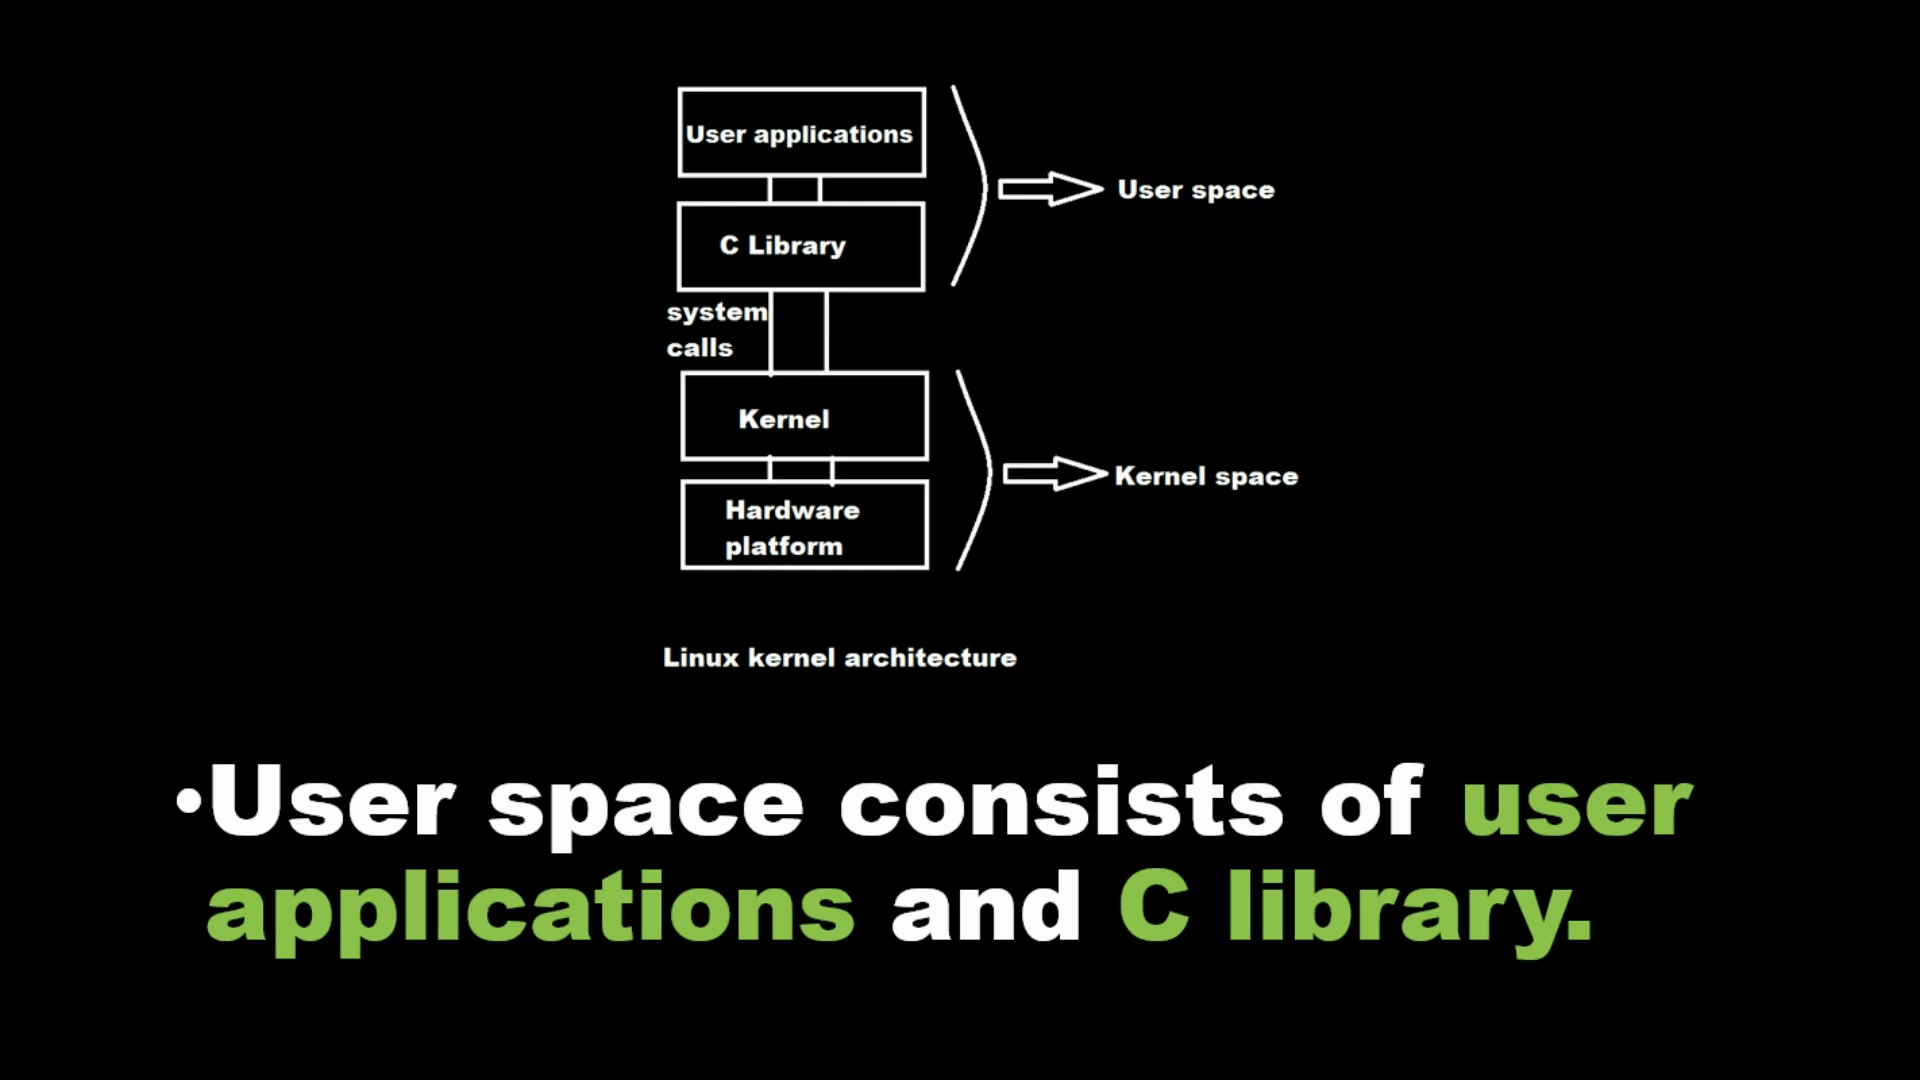 User applications
User space
C Library
system
calls
Kernel
Kernel space
Hardware
platform
Linux kernel architecture
•User space consists of user
applications and C library.